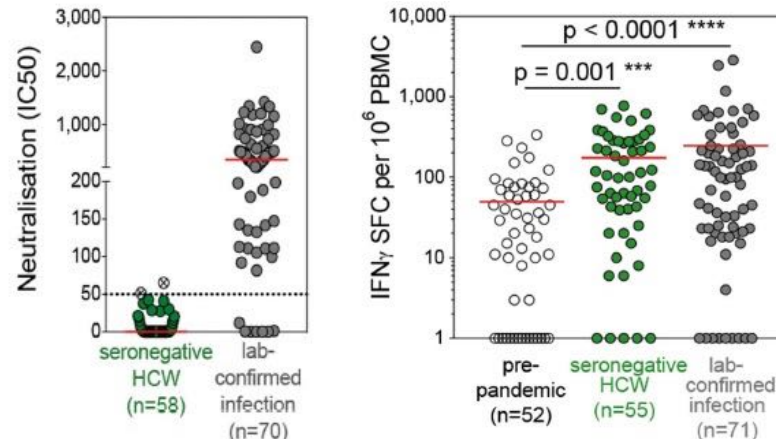 Neutralisation (IC50)
3,000
2,000
1,000
200
150
100
50
0
seronegative
HCW
(n=58)
lab-
confirmed
infection
(n=70)
IFNγ SFC per 10⁶ PBMC
10,000
1,000
100
10
1
p < 0.0001 ****
p = 0.001 ***
pre-
pandemic
(n=52)
seronegative
HCW
(n=55)
lab-
confirmed
infection
(n=71)